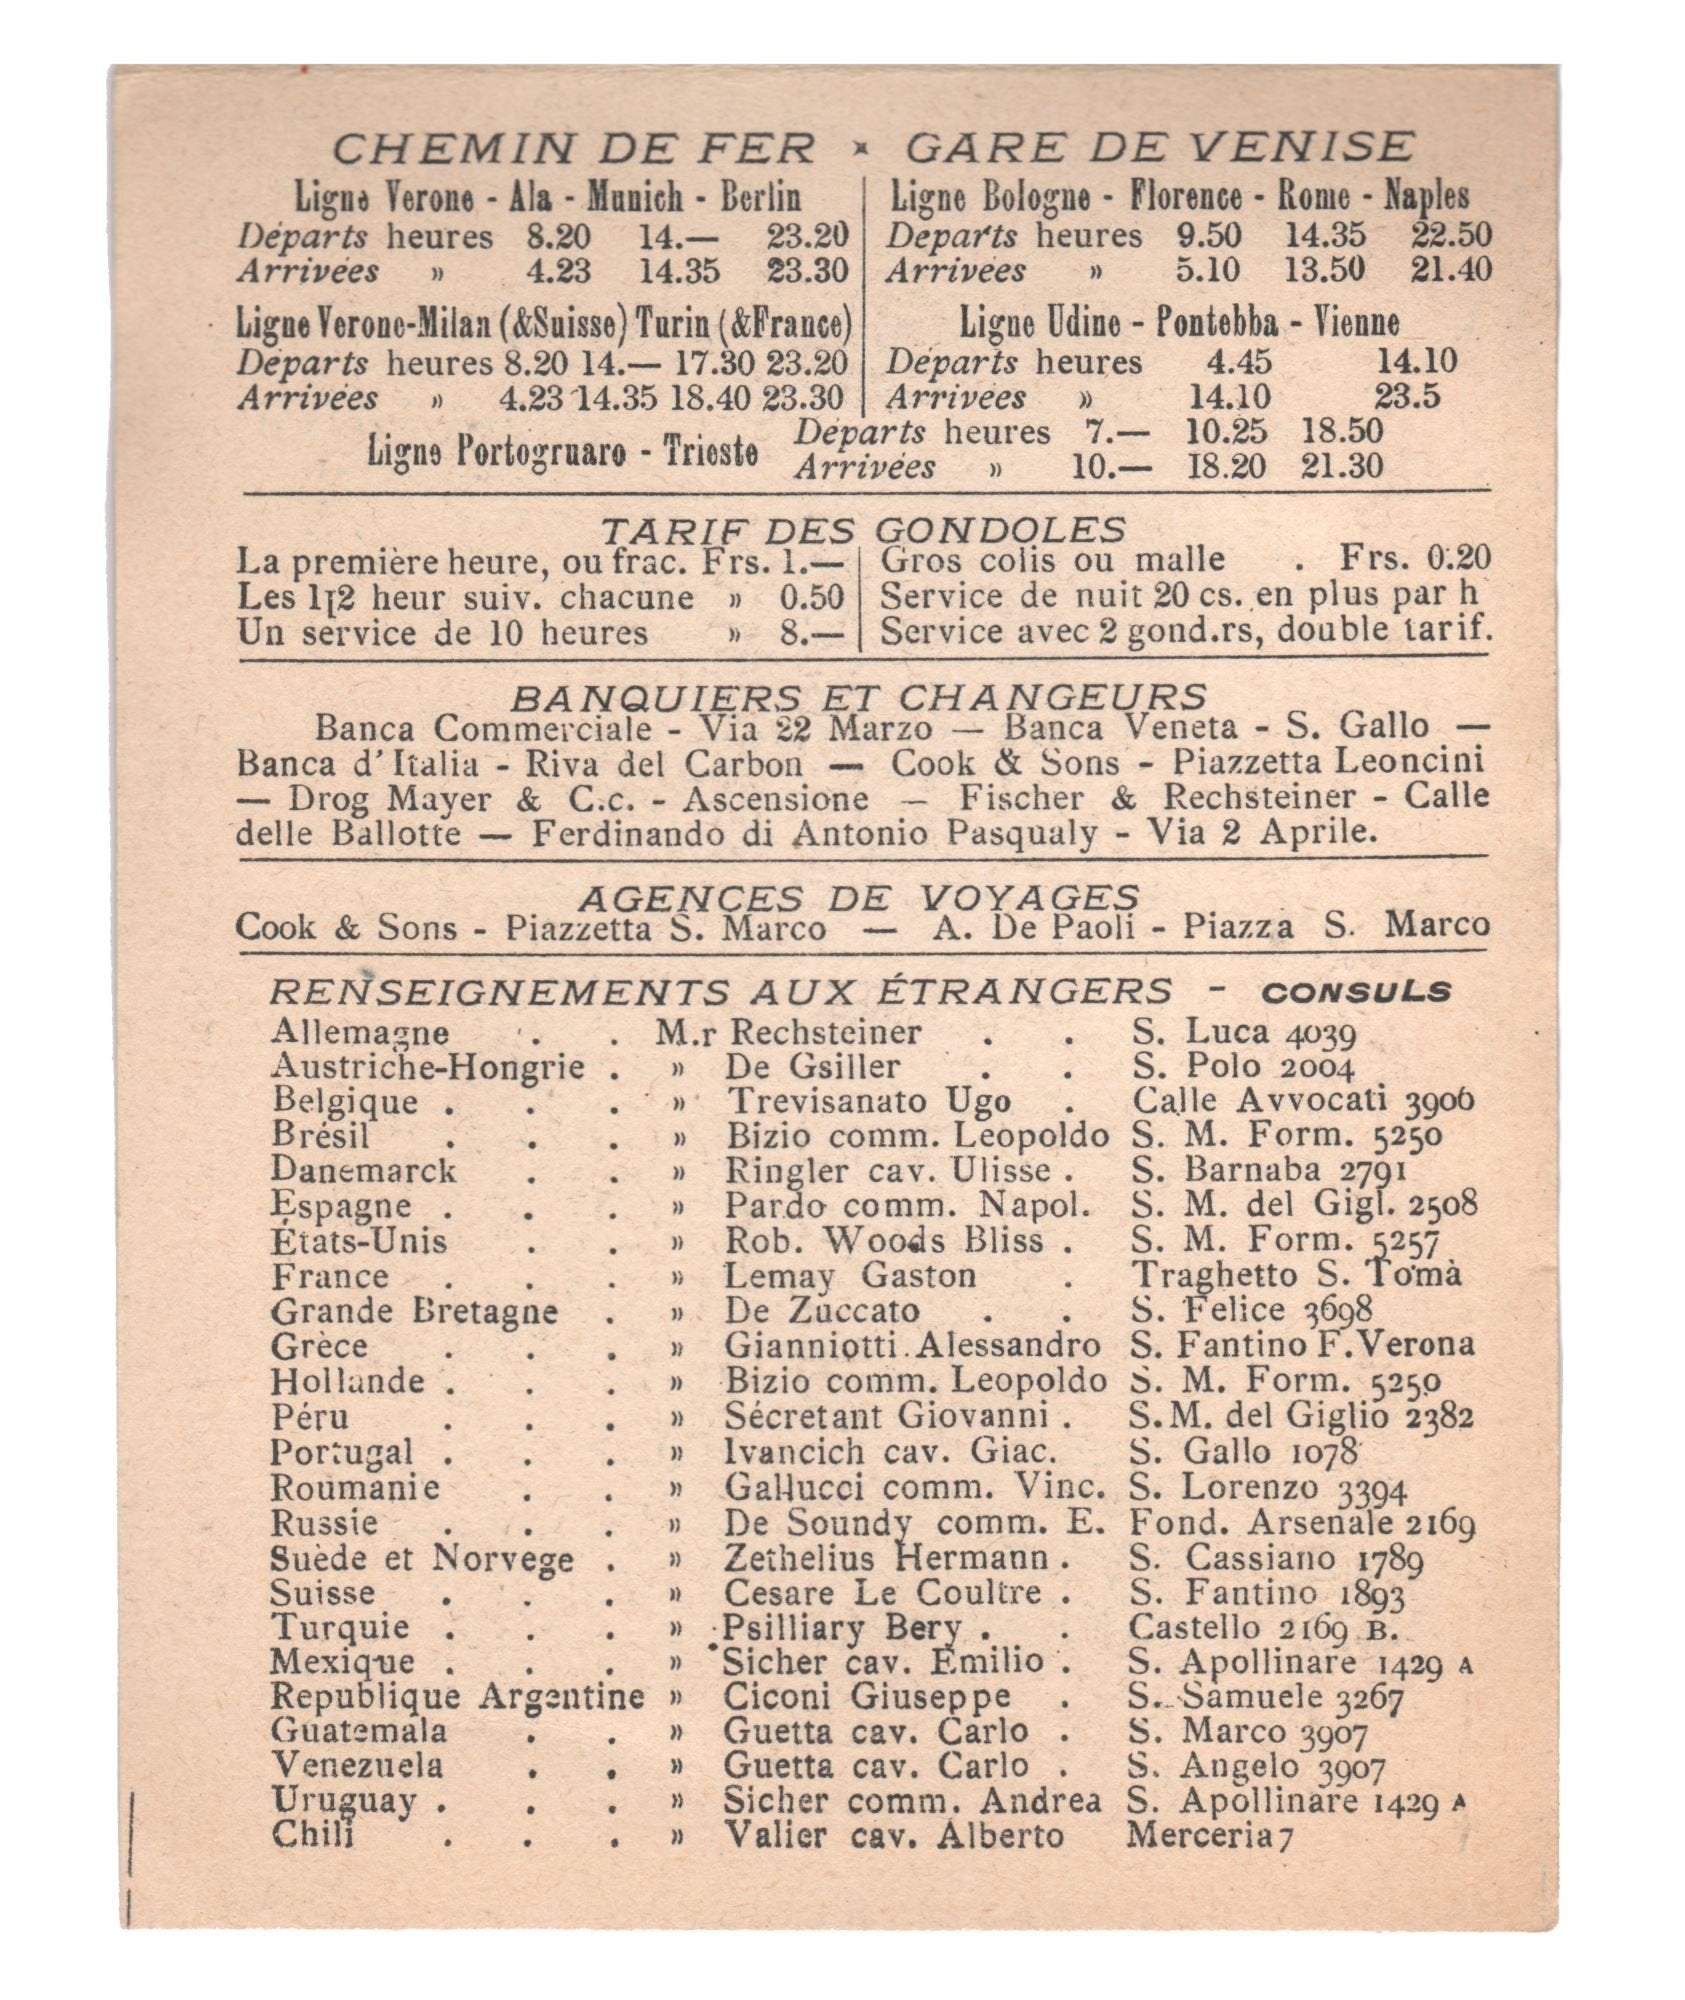 CHEMIN DE FER × GARE DE VENISE
Ligne Verone - Ala - Munich - Berlin
Départs heures 8.20 14.— 23.20
Arrivées » 4.23 14.35 23.30
Ligne Verone-Milan (&Suisse) Turin (&France)
Départs heures 8.20 14.— 17.30 23.20
Arrivées » 4.23 14.35 18.40 23.30
Ligne Bologne - Florence - Rome - Naples
Départs heures 9.50 14.35 22.50
Arrivées » 5.10 13.50 21.40
Ligne Udine - Pontebba - Vienne
Départs heures 4.45 14.10
Arrivées » 14.10 23.5
Ligne Portogruaro - Trieste
Départs heures 7.— 10.25 18.50
Arrivées » 10.— 18.20 21.30
TARIF DES GONDOLES
La première heure, ou frac. Frs. 1.—
Les 1ț2 heur suiv. chacune » 0.50
Un service de 10 heures » 8.—
Gros colis ou malle . Frs. 0.20
Service de nuit 20 cs. en plus par h
Service avec 2 gond.rs, double tarif.
BANQUIERS ET CHANGEURS
Banca Commerciale - Via 22 Marzo — Banca Veneta - S. Gallo —
Banca d'Italia - Riva del Carbon — Cook & Sons - Piazzetta Leoncini
— Drog Mayer & C.c. - Ascensione — Fischer & Rechsteiner - Calle
delle Ballotte — Ferdinando di Antonio Pasqualy - Via 2 Aprile.
AGENCES DE VOYAGES
Cook & Sons - Piazzetta S. Marco — A. De Paoli - Piazza S. Marco
RENSEIGNEMENTS AUX ÉTRANGERS - CONSULS
Allemagne . . M.r Rechsteiner . . S. Luca 4039
Austriche-Hongrie . » De Gsiller . . S. Polo 2004
Belgique . . . » Trevisanato Ugo . Calle Avvocati 3906
Brésil . . . » Bizio comm. Leopoldo S. M. Form. 5250
Danemarck . . » Ringler cav. Ulisse . S. Barnaba 2791
Espagne . . . » Pardo comm. Napol. S. M. del Gigl. 2508
États-Unis . . » Rob. Woods Bliss . S. M. Form. 5257
France . . . » Lemay Gaston . Traghetto S. Tomà
Grande Bretagne . » De Zuccato . . S. Felice 3698
Grèce . . . » Gianniotti Alessandro S. Fantino F. Verona
Hollande . . . » Bizio comm. Leopoldo S. M. Form. 5250
Péru . . . » Sécretant Giovanni . S. M. del Giglio 2382
Portugal . . . » Ivancich cav. Giac. S. Gallo 1078
Roumanie . . » Gallucci comm. Vinc. S. Lorenzo 3394
Russie . . . » De Soundy comm. E. Fond. Arsenale 2169
Suède et Norvege . » Zethelius Hermann . S. Cassiano 1789
Suisse . . . » Cesare Le Coultre . S. Fantino 1893
Turquie . . . » Psilliary Bery . . Castello 2169 B.
Mexique . . . » Sicher cav. Emilio . S. Apollinare 1429 A
Republique Argentine » Ciconi Giuseppe . S. Samuele 3267
Guatemala . . » Guetta cav. Carlo . S. Marco 3907
Venezuela . . » Guetta cav. Carlo . S. Angelo 3907
Uruguay . . . » Sicher comm. Andrea S. Apollinare 1429 A
Chili . . . » Valier cav. Alberto Merceria 7